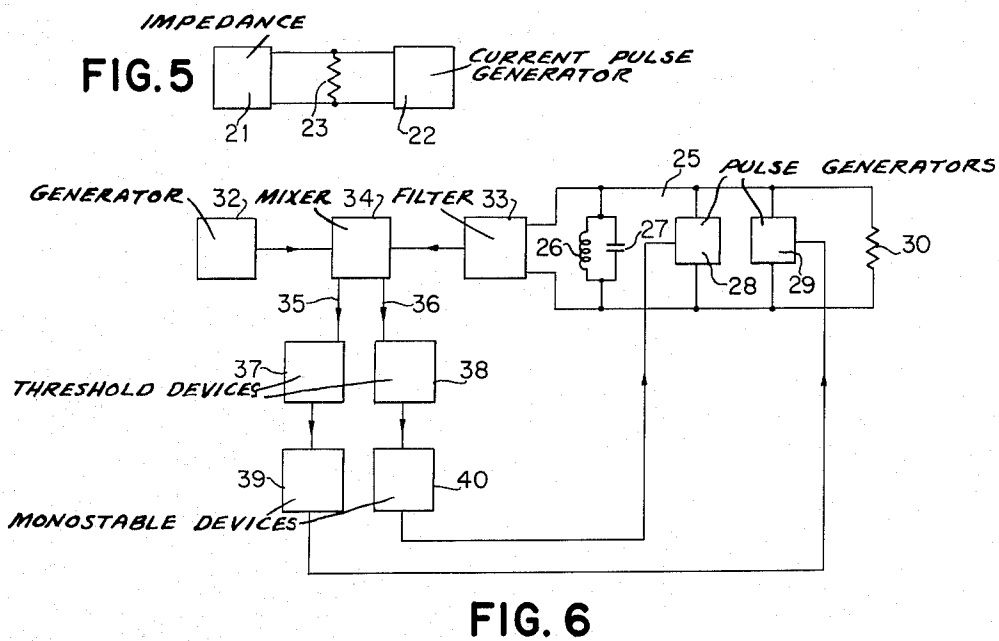 IMPEDANCE
FIG. 5
CURRENT PULSE
GENERATOR
21
23
22
25
PULSE GENERATORS
GENERATOR
32
MIXER
34
FILTER
33
26
27
28
29
30
35
36
37
38
THRESHOLD DEVICES
39
40
MONOSTABLE DEVICES
FIG. 6